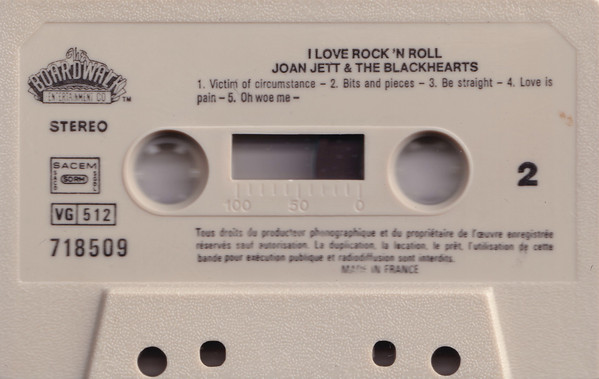 I LOVE ROCK 'N ROLL
JOAN JETT & THE BLACKHEARTS
1. Victim of circumstance – 2. Bits and pieces – 3. Be straight – 4. Love is
pain – 5. Oh woe me –
the
BOARDWALK
ENTERTAINMENT CO
TM
STEREO
SACEM
SDRM
VG 512
718509
2
100 50 0
Tous droits du producteur phonographique et du propriétaire de l'œuvre enregistrée
réservés sauf autorisation. La duplication, la location, le prêt, l'utilisation de cette
bande pour exécution publique et radiodiffusion sont interdits.
MADE IN FRANCE